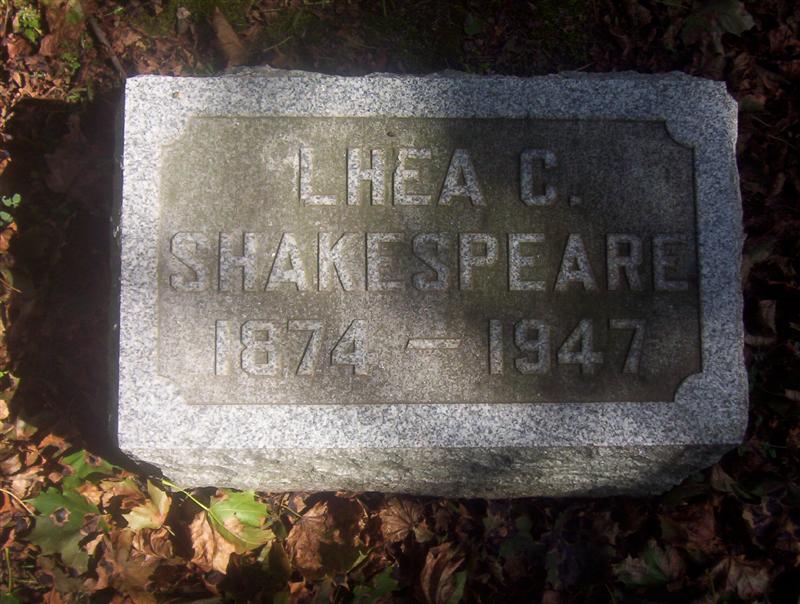 LHEA C.
SHAKESPEARE
1874 – 1947